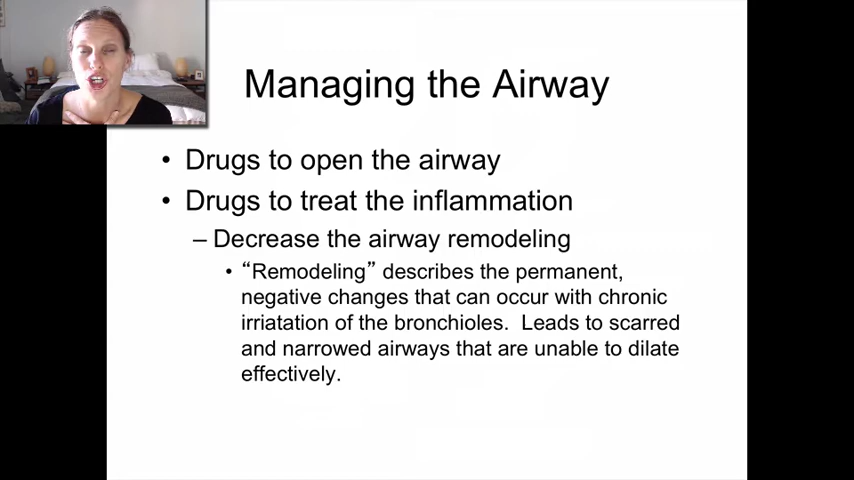 Managing the Airway
• Drugs to open the airway
• Drugs to treat the inflammation
– Decrease the airway remodeling
• “Remodeling” describes the permanent,
negative changes that can occur with chronic
irriatation of the bronchioles.  Leads to scarred
and narrowed airways that are unable to dilate
effectively.